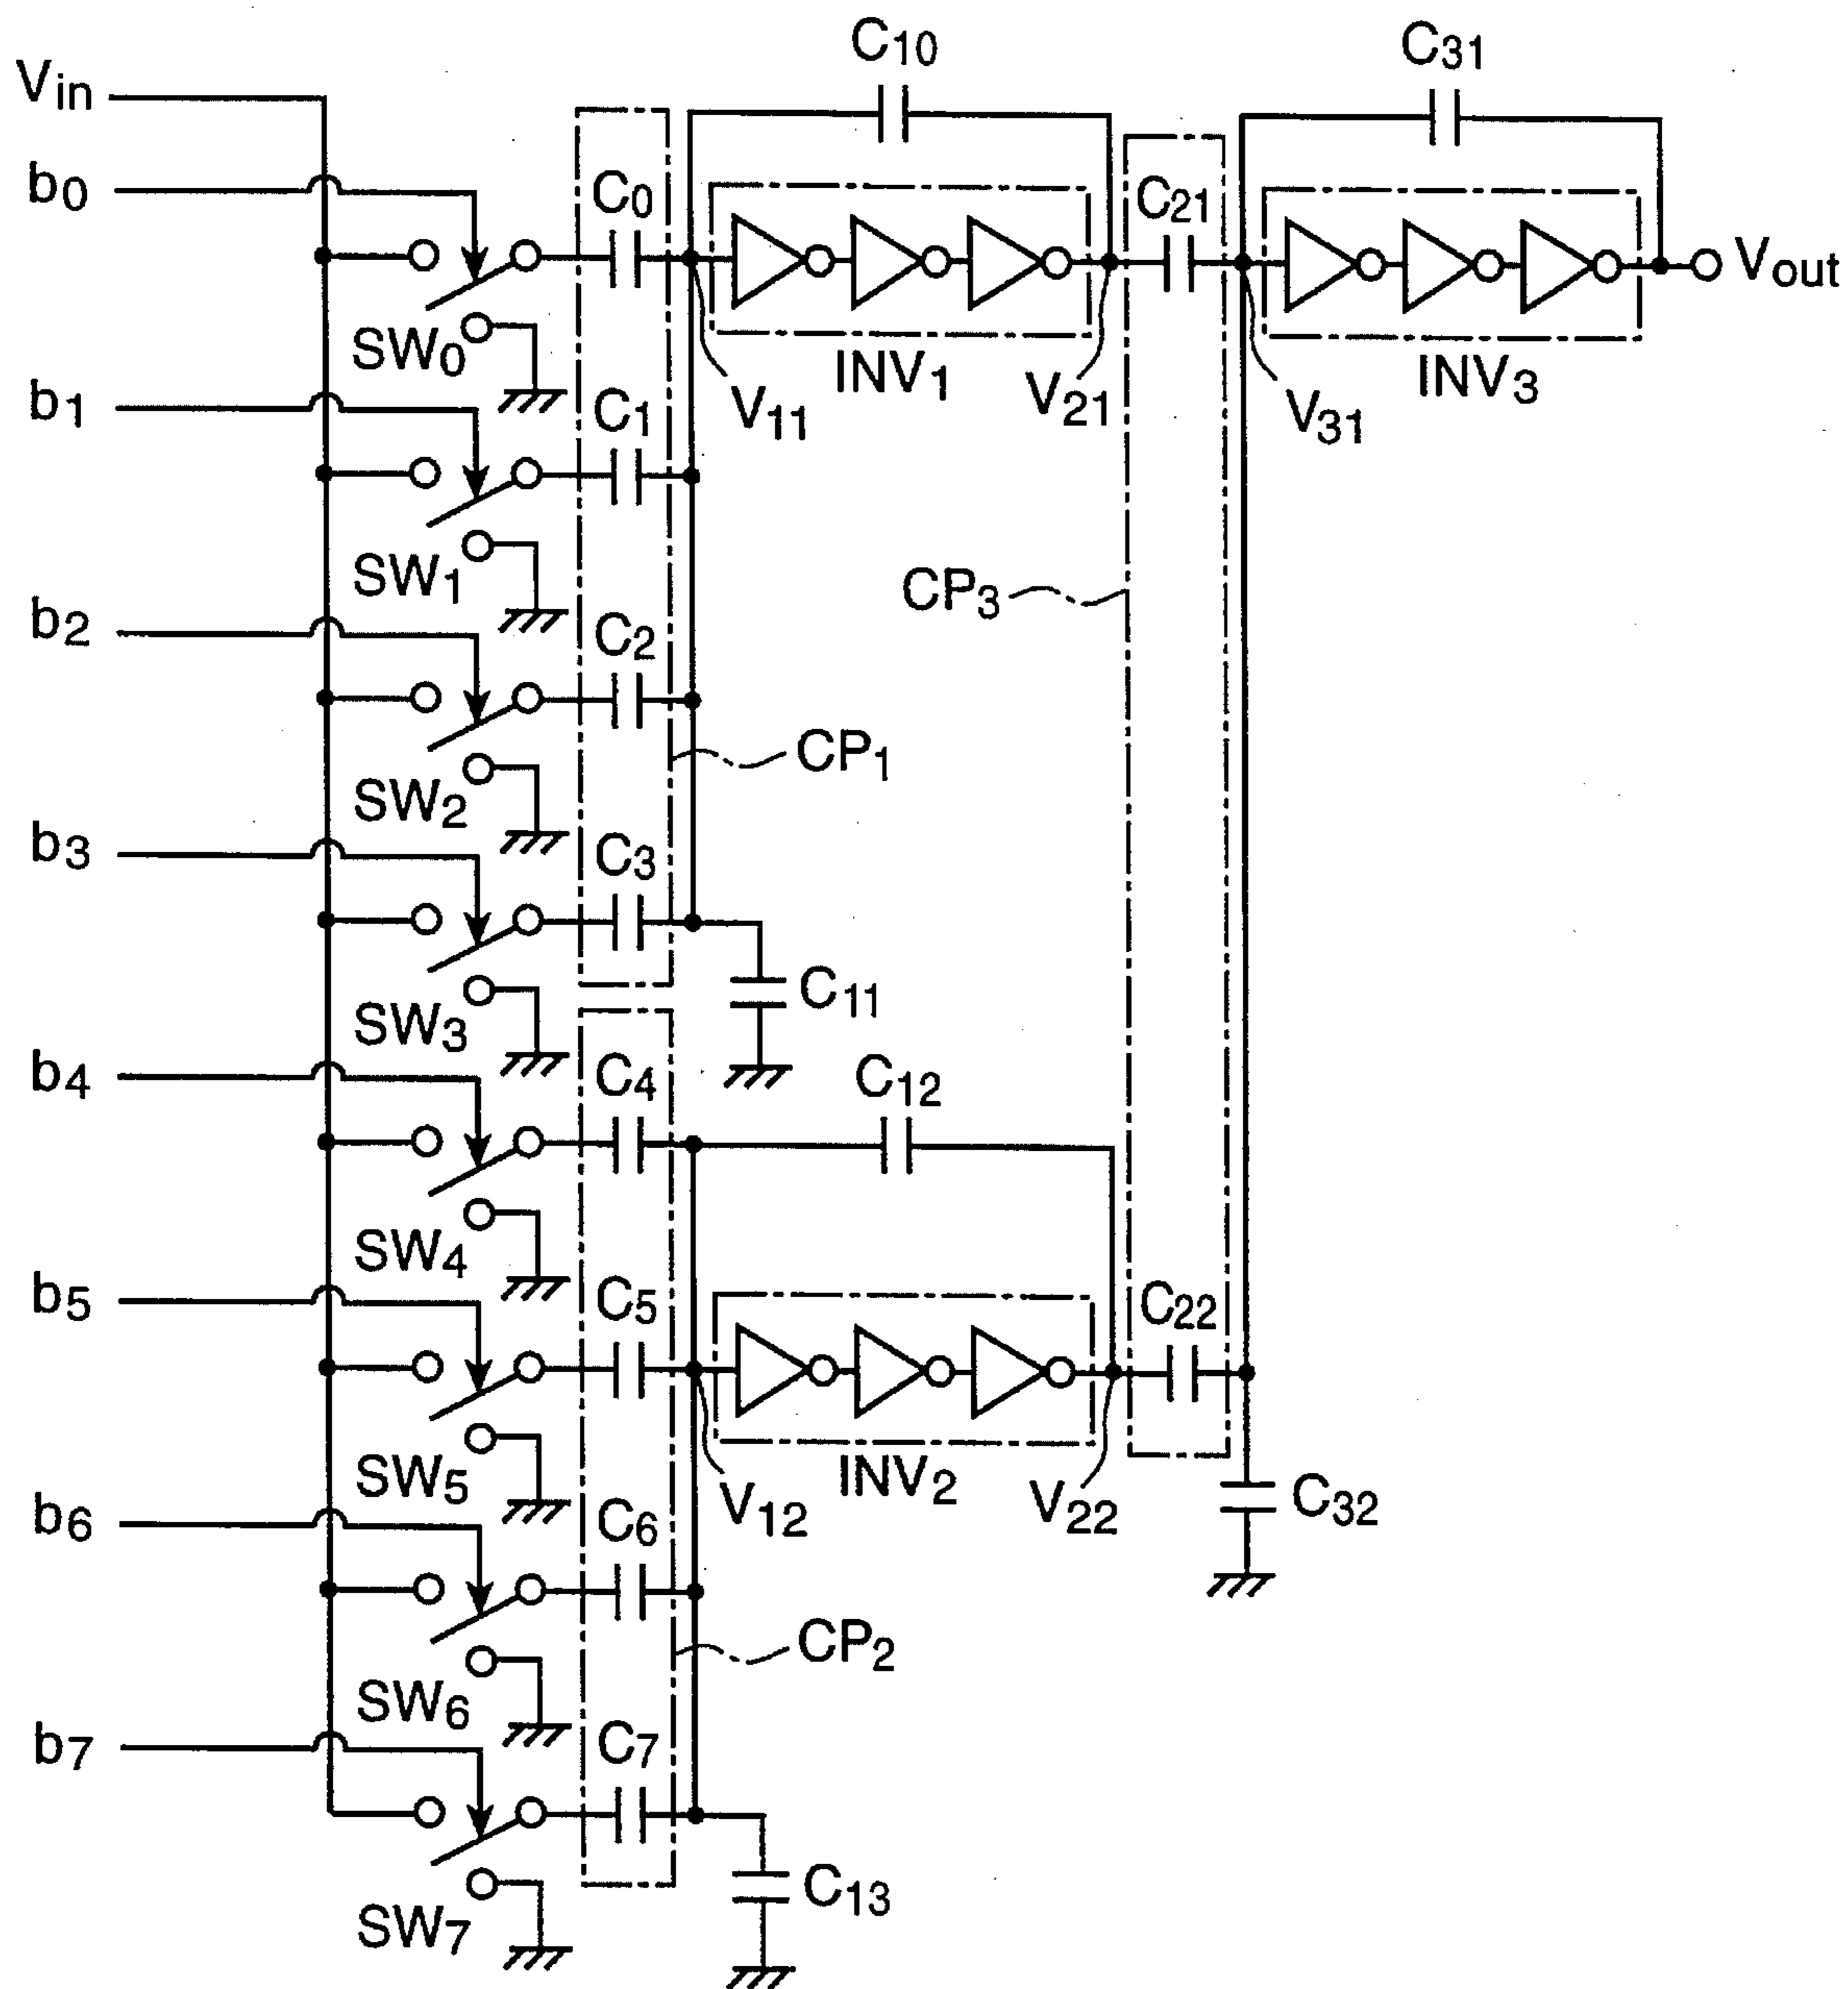 C10
C31
Vin
b0
C0
C21
Vout
SW0
INV1
INV3
b1
C1
V11
V21
V31
SW1
CP3
b2
C2
CP1
SW2
b3
C3
C11
SW3
b4
C4
C12
SW4
b5
C5
C22
SW5
INV2
V12
V22
C32
b6
C6
CP2
SW6
b7
C7
C13
SW7